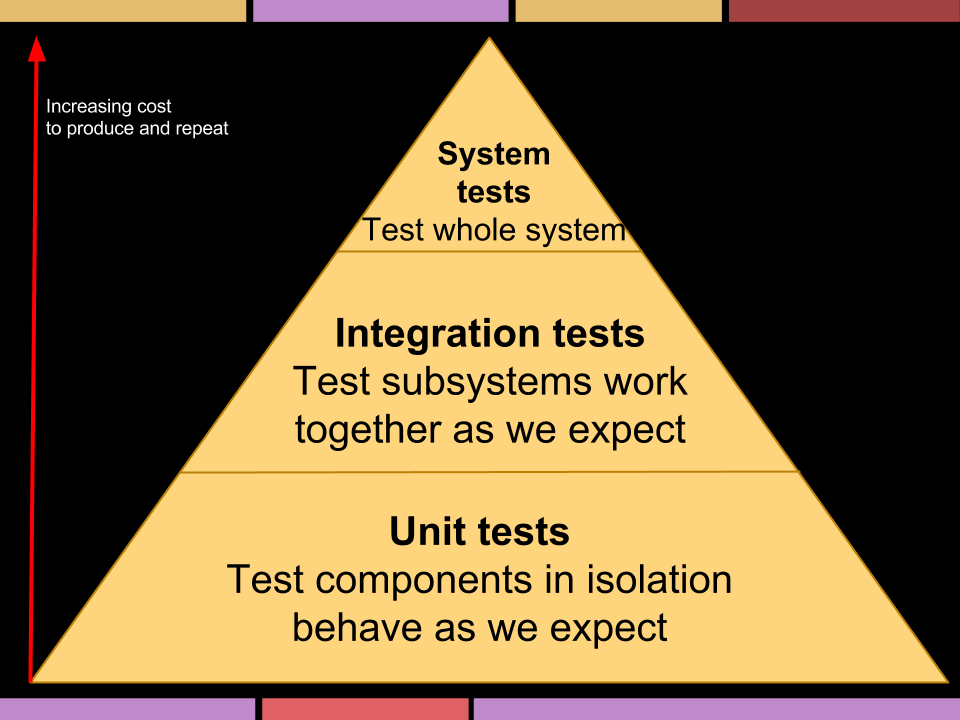 Increasing cost
to produce and repeat
System
tests
Test whole system
Integration tests
Test subsystems work
together as we expect
Unit tests
Test components in isolation
behave as we expect